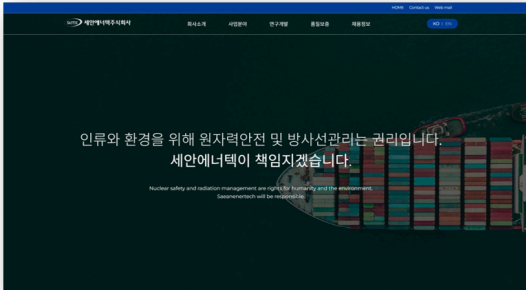 HOME Contact us Web mail
세안에너텍주식회사 회사소개 사업분야 연구개발 품질보증 채용정보 KO | EN
인류와 환경을 위해 원자력안전 및 방사선관리는 권리입니다.
세안에너텍이 책임지겠습니다.
Nuclear safety and radiation management are rights for humanity and the environment.
Saeanenertech will be responsible.